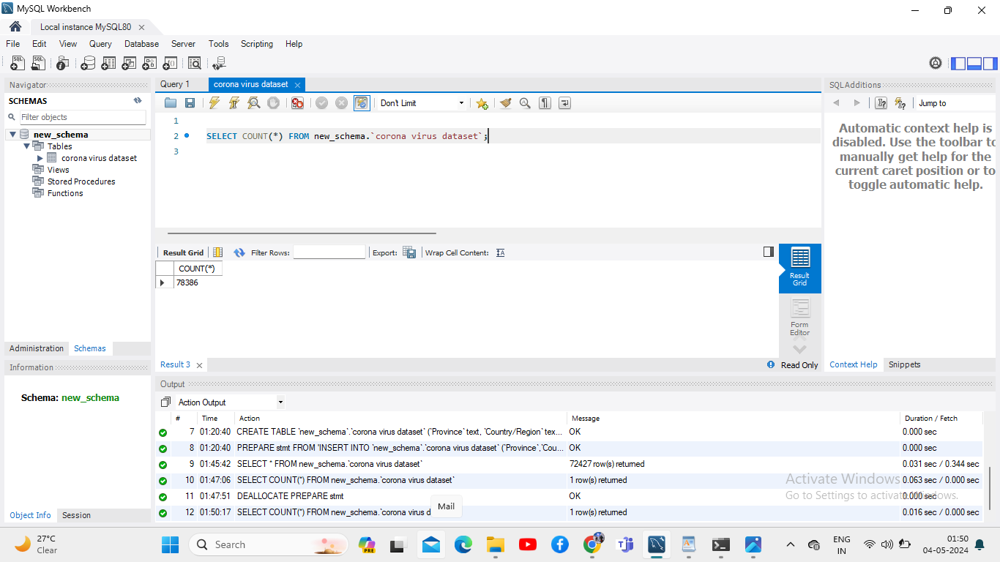 MySQL Workbench
Local instance MySQL80
File Edit View Query Database Server Tools Scripting Help
Navigator
SCHEMAS
Filter objects
new_schema
Tables
corona virus dataset
Views
Stored Procedures
Functions
Administration Schemas
Information
Schema: new_schema
Object Info Session
Query 1 corona virus dataset
Don't Limit
1
2 SELECT COUNT(*) FROM new_schema.`corona virus dataset`;
3
Result Grid Filter Rows: Export: Wrap Cell Content:
COUNT(*)
78386
Result Grid
Form Editor
Result 3 Read Only
SQLAdditions
Jump to
Automatic context help is
disabled. Use the toolbar to
manually get help for the
current caret position or to
toggle automatic help.
Context Help Snippets
Output
Action Output
# Time Action Message Duration / Fetch
7 01:20:40 CREATE TABLE `new_schema`.`corona virus dataset` (`Province` text, `Country/Region` tex... OK 0.000 sec
8 01:20:40 PREPARE stmt FROM 'INSERT INTO `new_schema`.`corona virus dataset` (`Province`,`Cou... OK 0.000 sec
9 01:45:42 SELECT * FROM new_schema.`corona virus dataset` 72427 row(s) returned 0.031 sec / 0.344 sec
10 01:47:06 SELECT COUNT(*) FROM new_schema.`corona virus dataset` 1 row(s) returned 0.063 sec / 0.000 sec
11 01:47:51 DEALLOCATE PREPARE stmt OK 0.000 sec
12 01:50:17 SELECT COUNT(*) FROM new_schema.`corona virus d 1 row(s) returned 0.016 sec / 0.000 sec
Mail
Activate Windows
Go to Settings to activate Windows.
27°C
Clear
Search
PRE
ENG
IN
01:50
04-05-2024